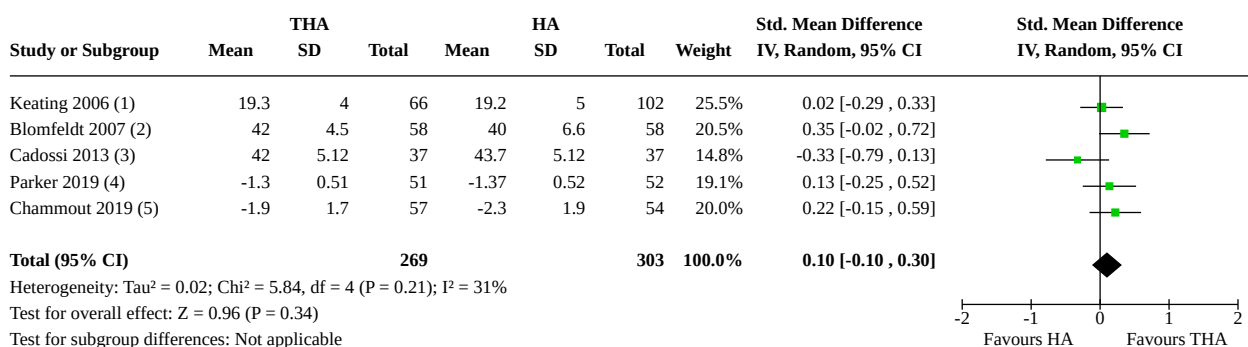 THA HA Std. Mean Difference Std. Mean Difference
Study or Subgroup Mean SD Total Mean SD Total Weight IV, Random, 95% CI IV, Random, 95% CI
Keating 2006 (1) 19.3 4 66 19.2 5 102 25.5% 0.02 [-0.29 , 0.33]
Blomfeldt 2007 (2) 42 4.5 58 40 6.6 58 20.5% 0.35 [-0.02 , 0.72]
Cadossi 2013 (3) 42 5.12 37 43.7 5.12 37 14.8% -0.33 [-0.79 , 0.13]
Parker 2019 (4) -1.3 0.51 51 -1.37 0.52 52 19.1% 0.13 [-0.25 , 0.52]
Chammout 2019 (5) -1.9 1.7 57 -2.3 1.9 54 20.0% 0.22 [-0.15 , 0.59]
Total (95% CI) 269 303 100.0% 0.10 [-0.10 , 0.30]
Heterogeneity: Tau² = 0.02; Chi² = 5.84, df = 4 (P = 0.21); I² = 31%
Test for overall effect: Z = 0.96 (P = 0.34) -2 -1 0 1 2
Test for subgroup differences: Not applicable Favours HA Favours THA